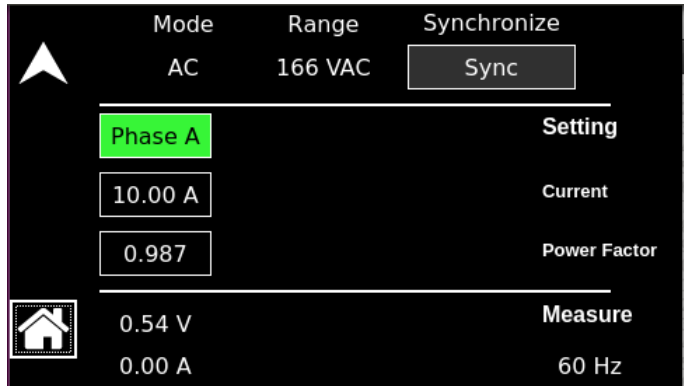 Mode Range Synchronize
AC 166 VAC Sync
Phase A Setting
10.00 A Current
0.987 Power Factor
0.54 V Measure
0.00 A 60 Hz